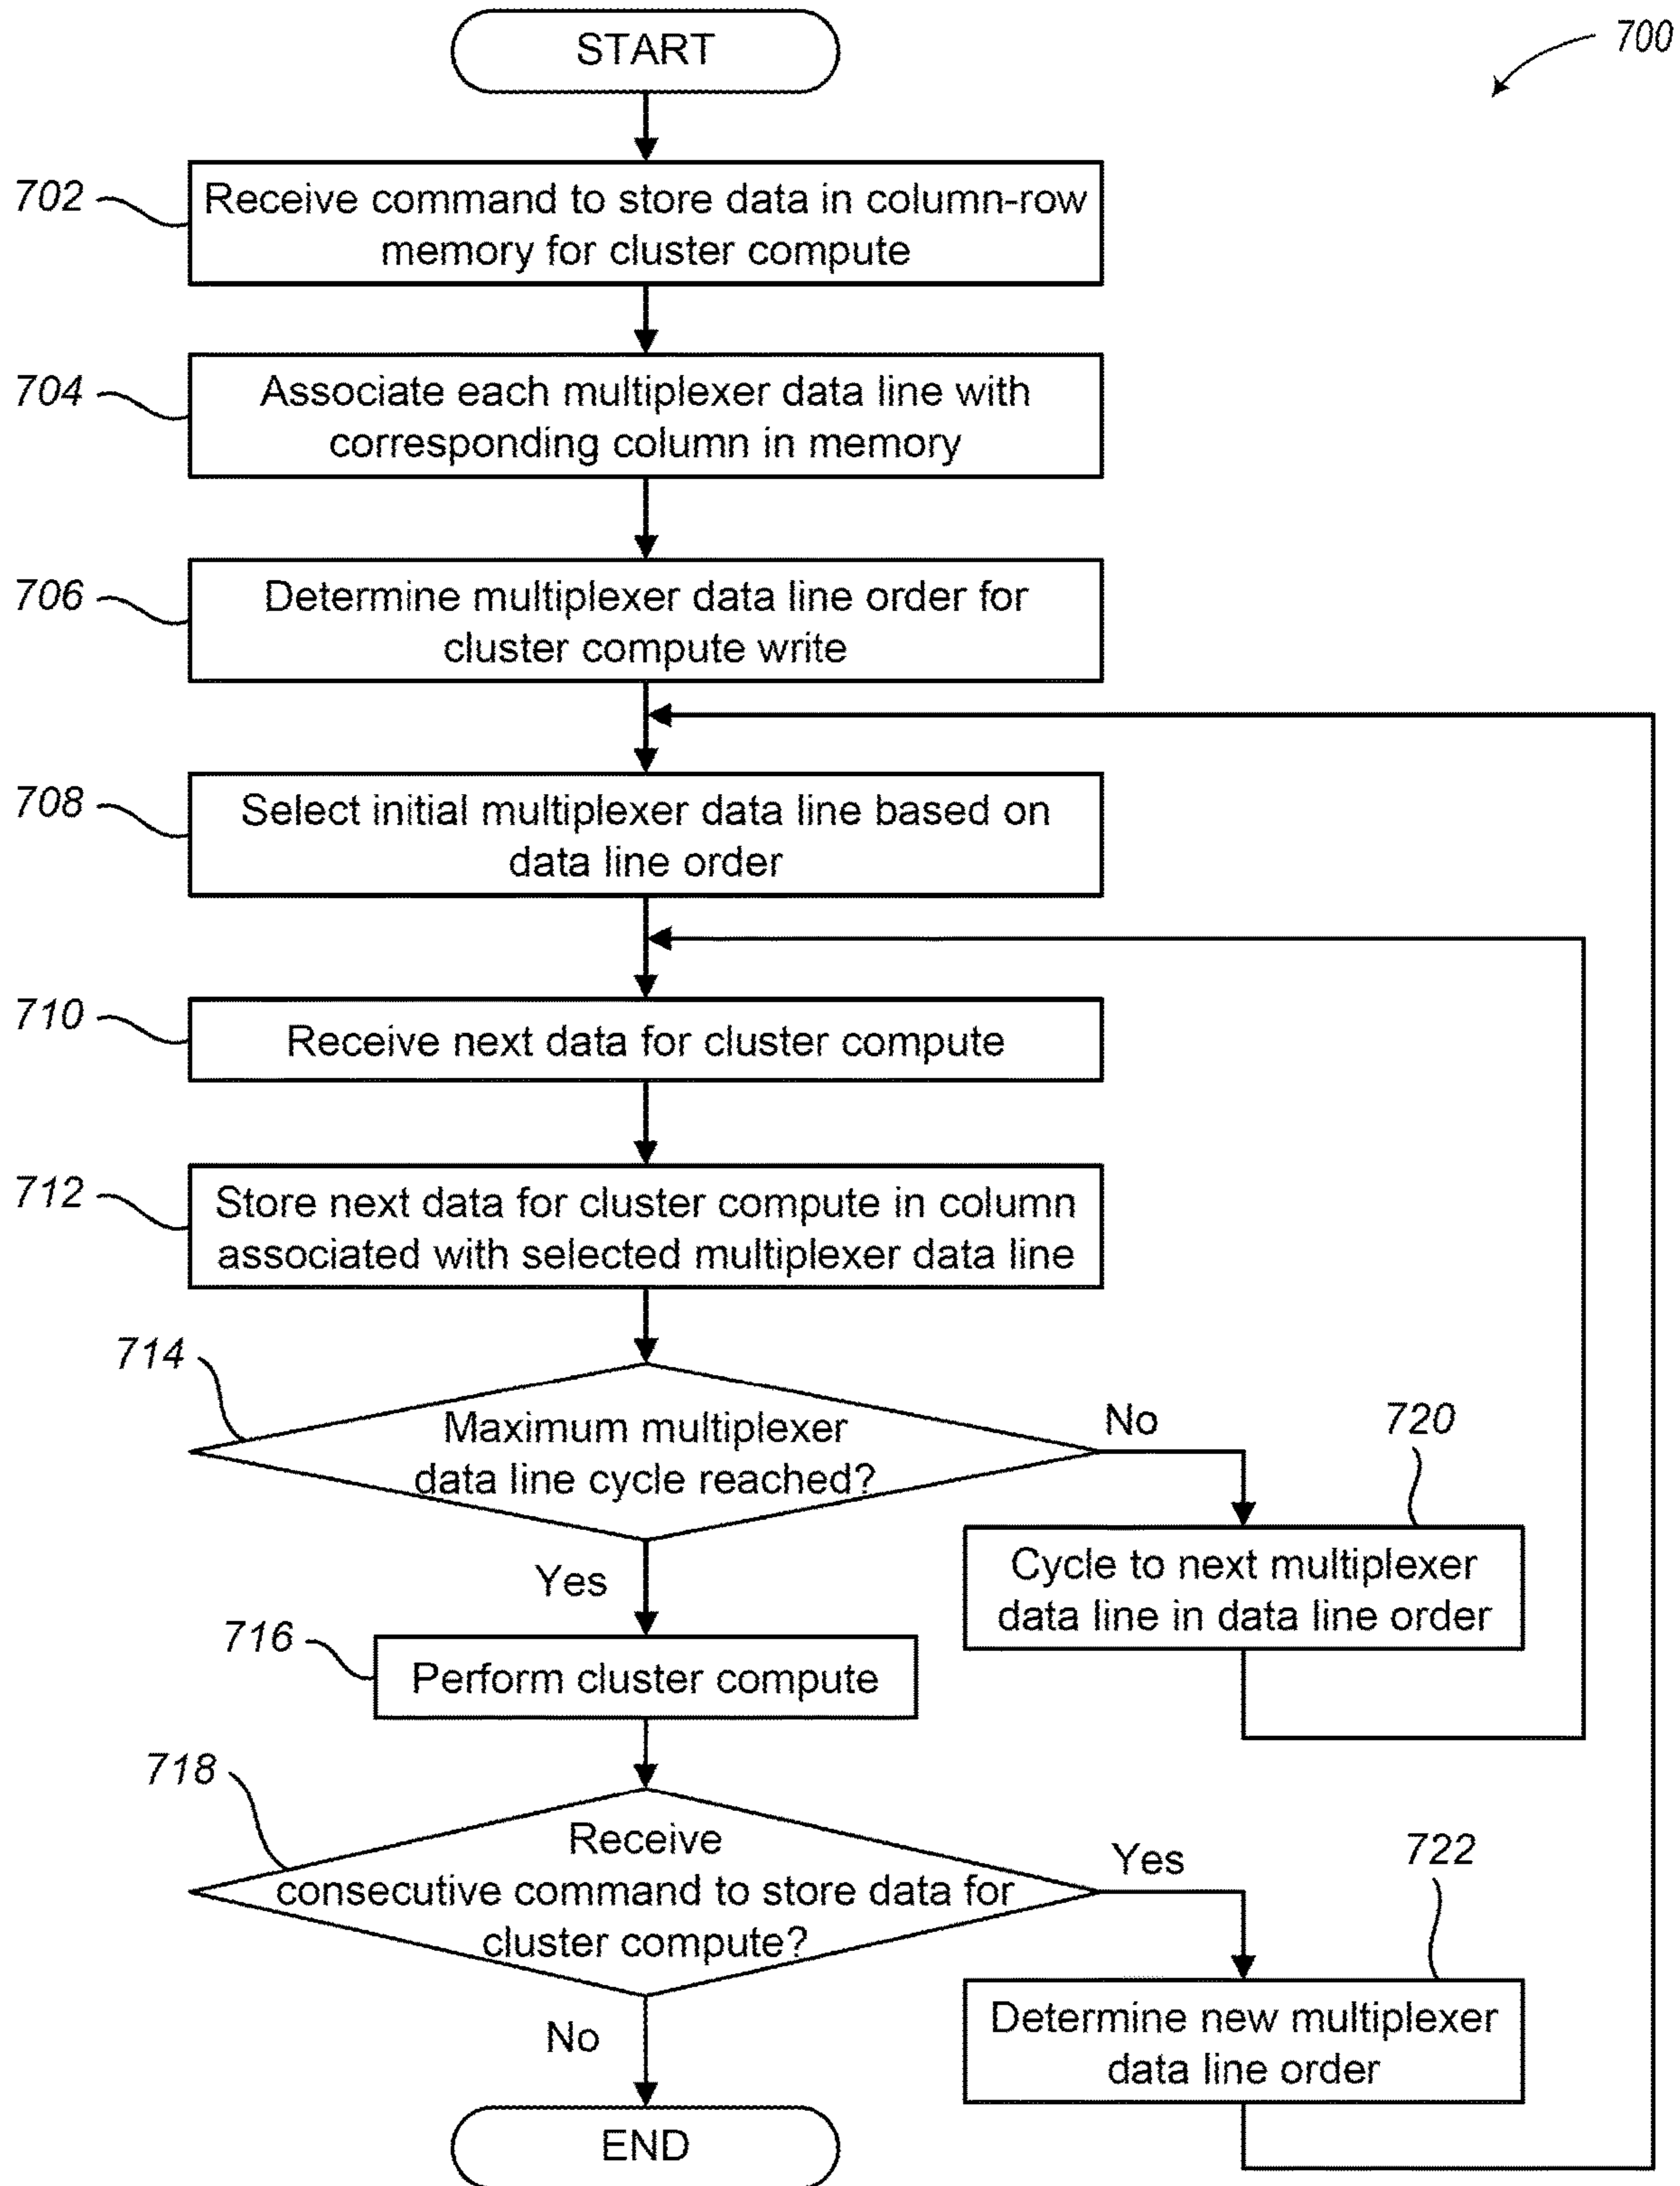 START
700
702
Receive command to store data in column-row
memory for cluster compute
704
Associate each multiplexer data line with
corresponding column in memory
706
Determine multiplexer data line order for
cluster compute write
708
Select initial multiplexer data line based on
data line order
710
Receive next data for cluster compute
712
Store next data for cluster compute in column
associated with selected multiplexer data line
714
Maximum multiplexer
data line cycle reached?
No
720
Cycle to next multiplexer
data line in data line order
Yes
716
Perform cluster compute
718
Receive
consecutive command to store data for
cluster compute?
Yes
722
Determine new multiplexer
data line order
No
END